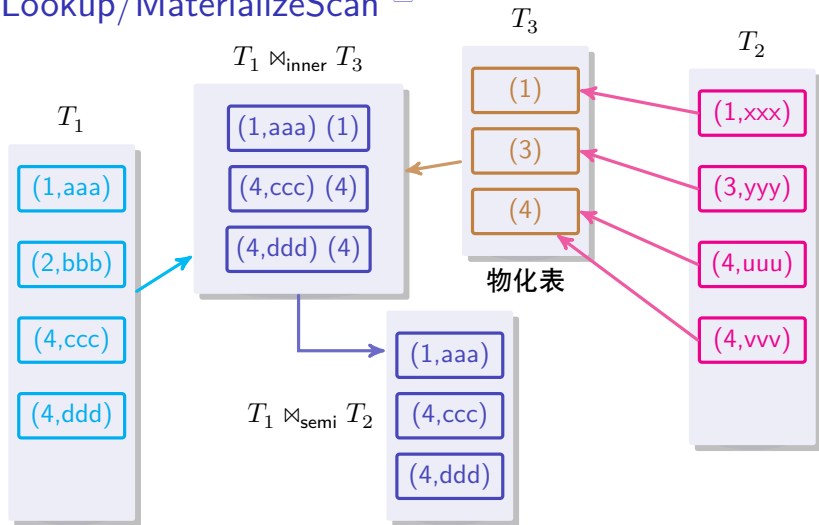 Lookup/MaterializeScan
T₁
(1,aaa)
(2,bbb)
(4,ccc)
(4,ddd)
T₁ ⋈inner T₃
(1,aaa) (1)
(4,ccc) (4)
(4,ddd) (4)
T₃
(1)
(3)
(4)
物化表
T₂
(1,xxx)
(3,yyy)
(4,uuu)
(4,vvv)
T₁ ⋈semi T₂
(1,aaa)
(4,ccc)
(4,ddd)